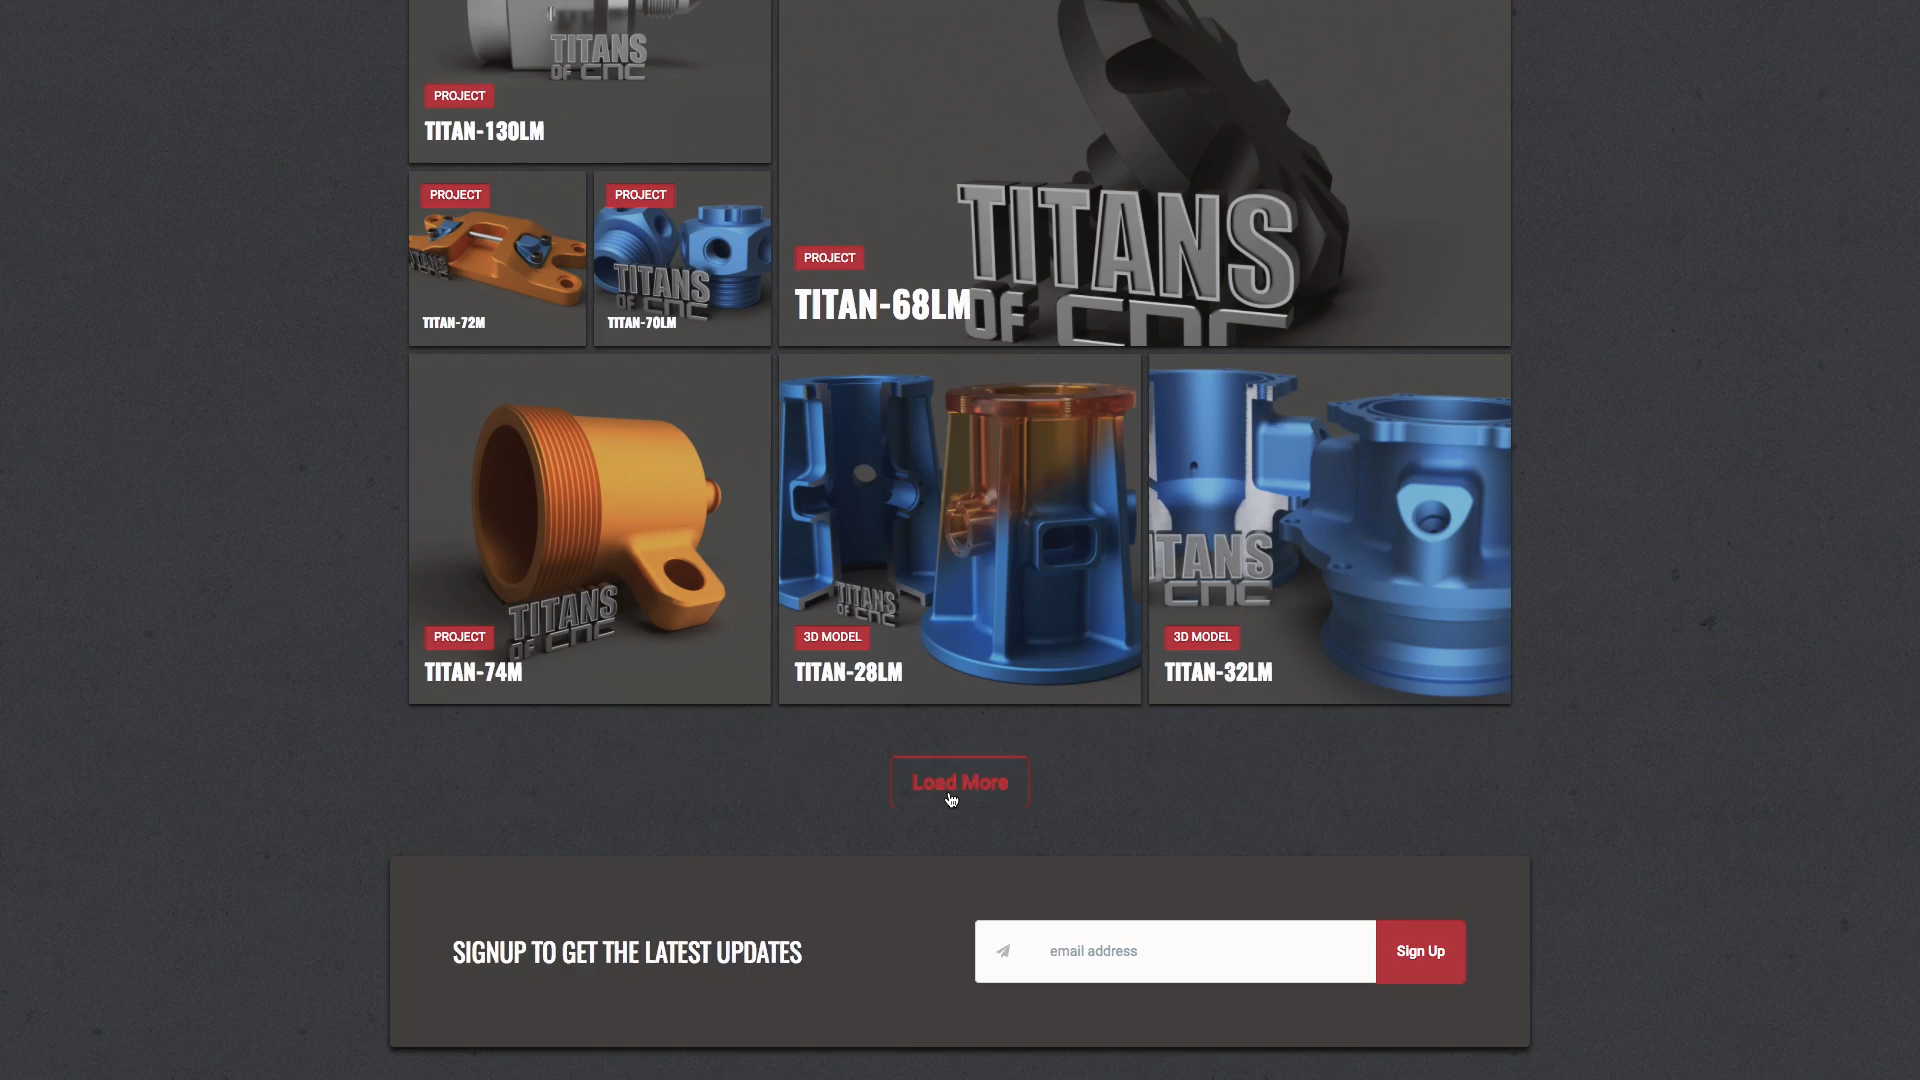 TITANS
OF CNC
PROJECT
TITAN-130LM
PROJECT
TITANS
TITAN-72M
PROJECT
TITANS
OF CNC
TITAN-70LM
TITANS
OF CNC
PROJECT
TITAN-68LM
TITANS
OF CNC
PROJECT
TITAN-74M
TITANS
OF CNC
3D MODEL
TITAN-28LM
TITANS
CNC
3D MODEL
TITAN-32LM
Load More
SIGNUP TO GET THE LATEST UPDATES
email address
Sign Up